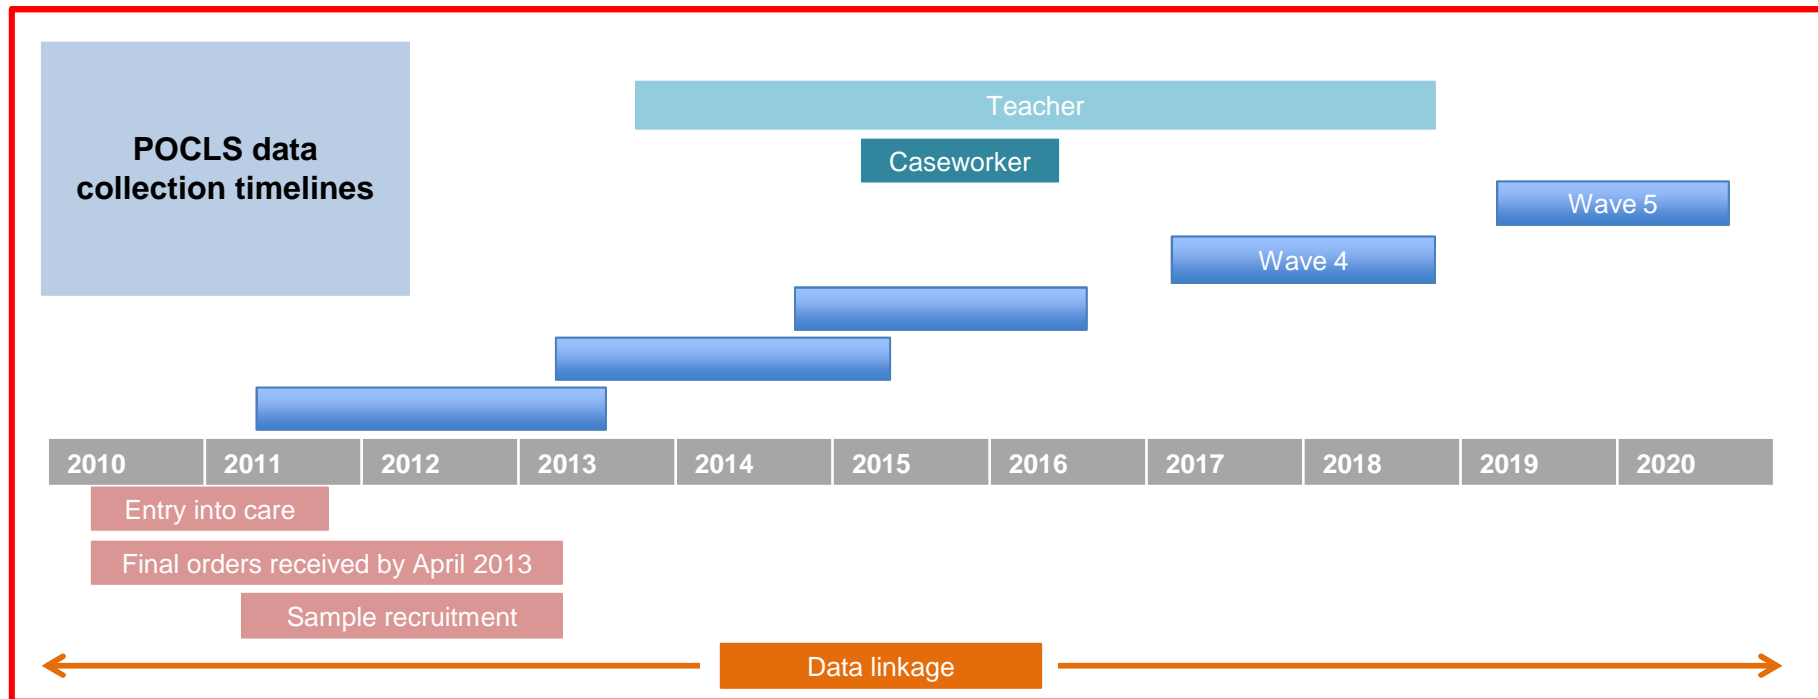 POCLS data
collection timelines
Teacher
Caseworker
Wave 5
Wave 4
2010 2011 2012 2013 2014 2015 2016 2017 2018 2019 2020
Entry into care
Final orders received by April 2013
Sample recruitment
Data linkage